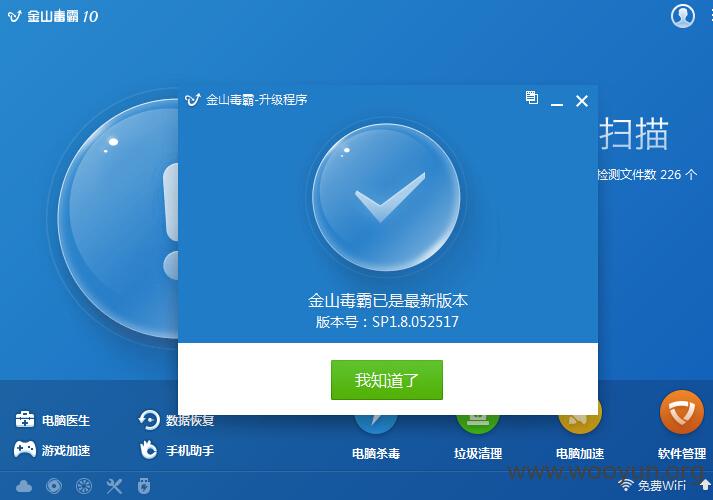 金山毒霸 10
金山毒霸-升级程序
扫描
检测文件数 226 个
金山毒霸已是最新版本
版本号：SP1.8.052517
我知道了
电脑医生
数据恢复
游戏加速
手机助手
电脑杀毒
垃圾清理
电脑加速
软件管理
www.wooyun.org
免费WiFi